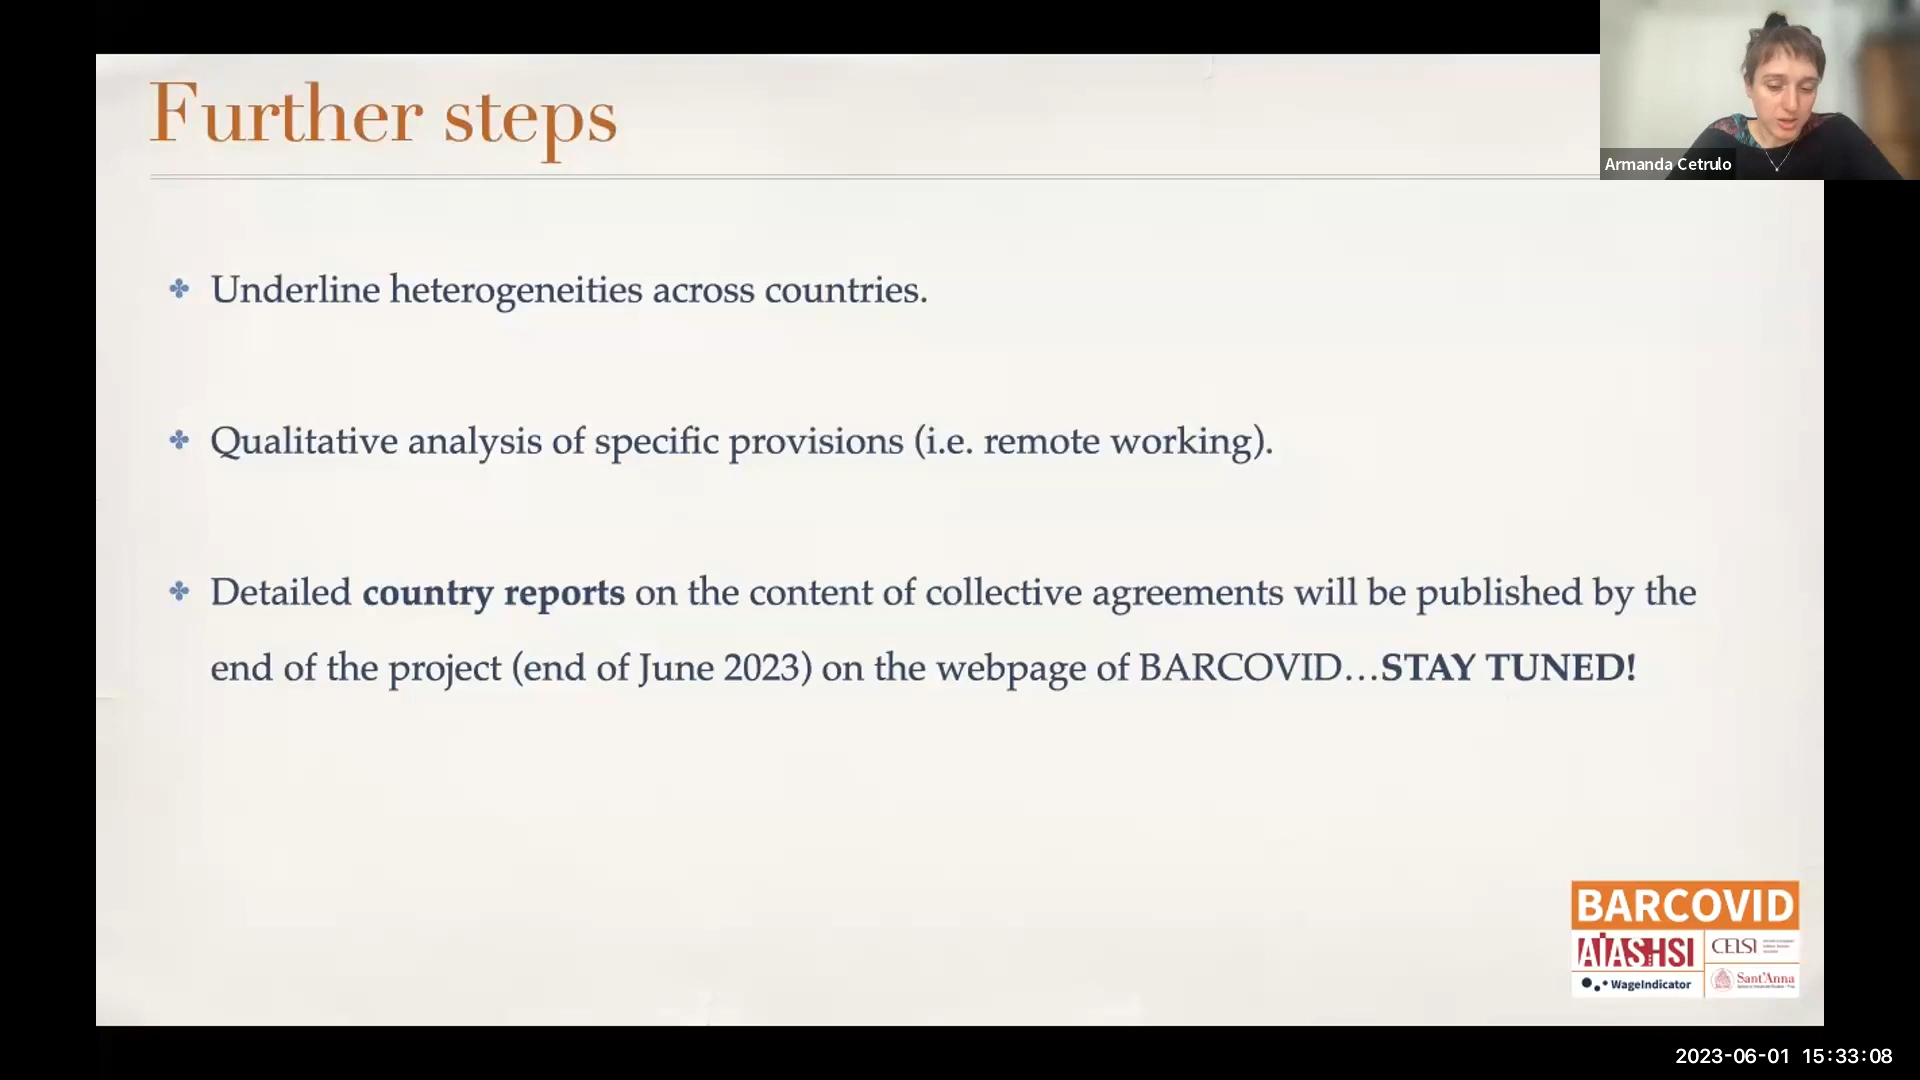 Further steps
Armanda Cetrulo
Underline heterogeneities across countries.
Qualitative analysis of specific provisions (i.e. remote working).
Detailed country reports on the content of collective agreements will be published by the
end of the project (end of June 2023) on the webpage of BARCOVID…STAY TUNED!
BARCOVID
AIAS-HSI
CELSI
WageIndicator
Sant'Anna
2023-06-01 15:33:08